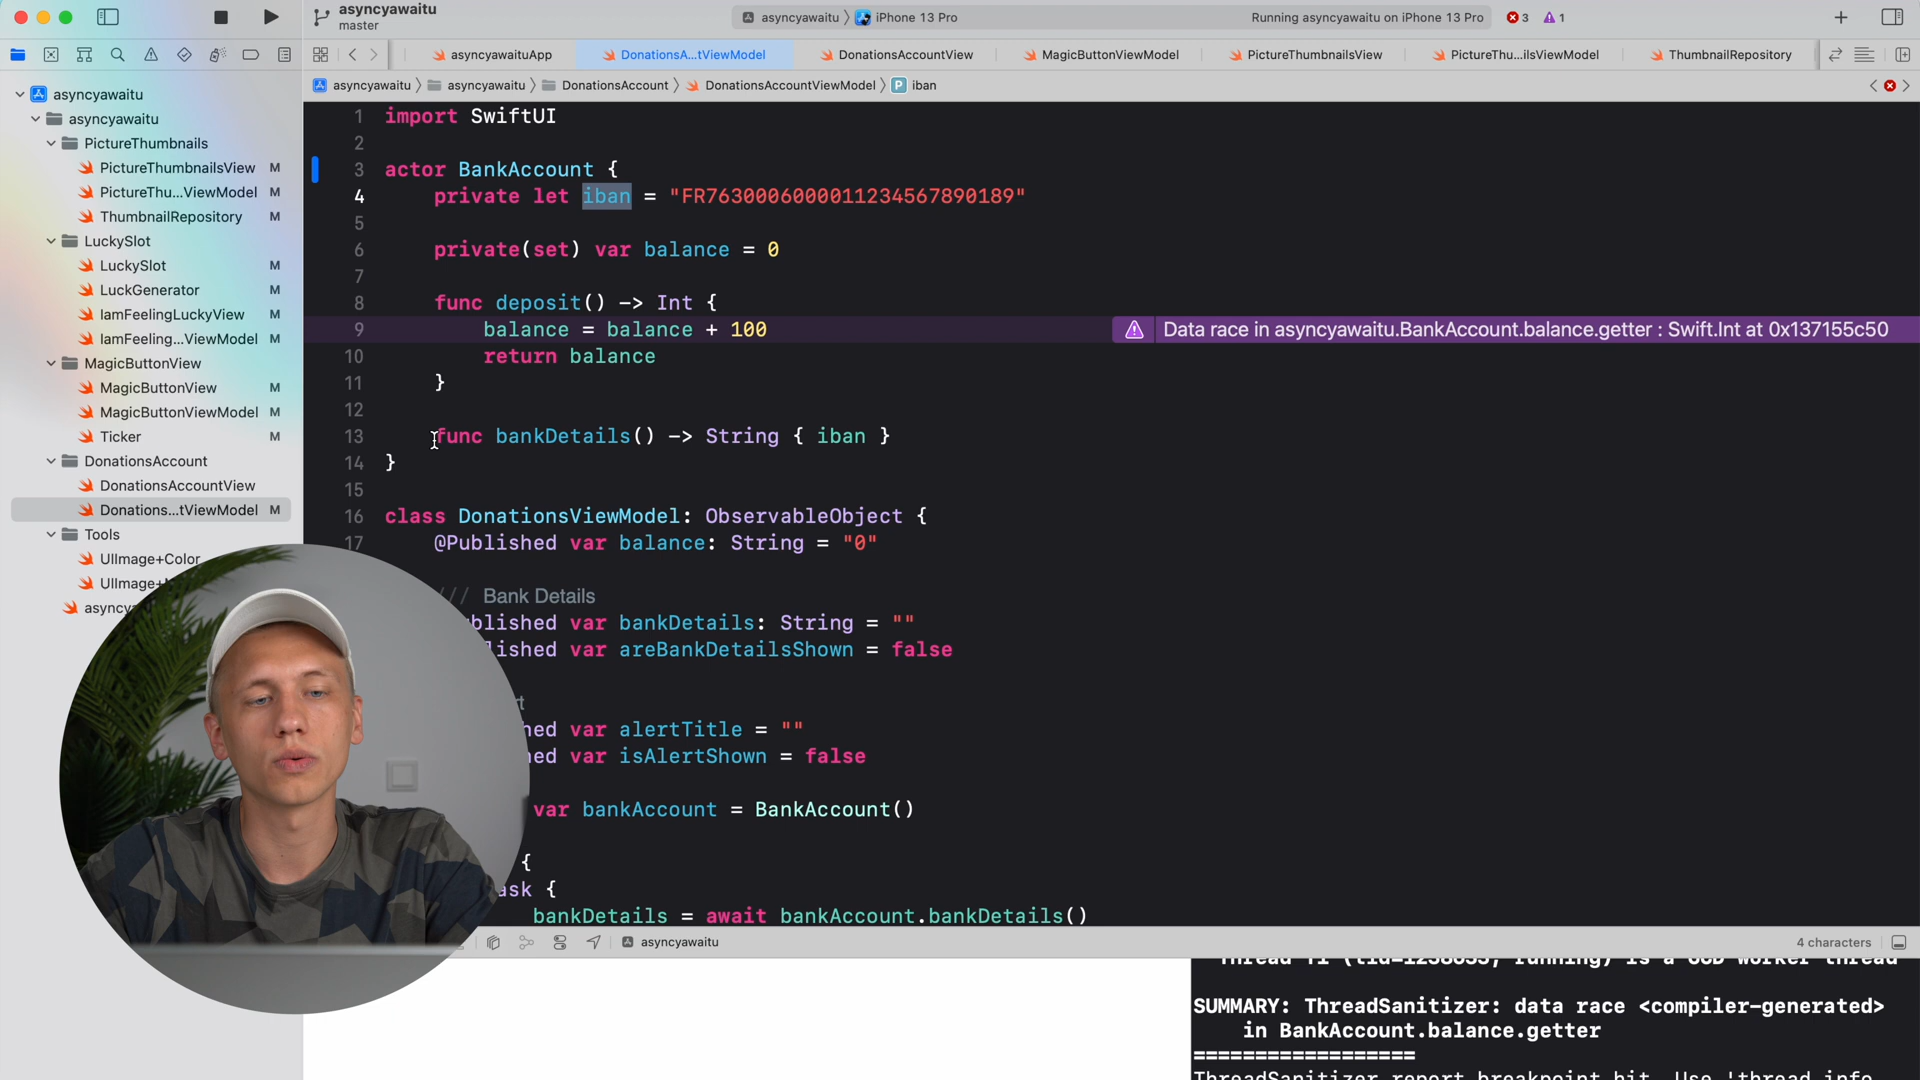 asyncyawaitu
master
asyncyawaitu
iPhone 13 Pro
Running asyncyawaitu on iPhone 13 Pro
3
1
asyncyawaituApp
DonationsA...tViewModel
DonationsAccountView
MagicButtonViewModel
PictureThumbnailsView
PictureThu...ilsViewModel
ThumbnailRepository
asyncyawaitu
asyncyawaitu
DonationsAccount
DonationsAccountViewModel
P
iban
asyncyawaitu
asyncyawaitu
PictureThumbnails
PictureThumbnailsView M
PictureThu...ViewModel M
ThumbnailRepository M
LuckySlot
LuckySlot M
LuckGenerator M
IamFeelingLuckyView M
IamFeeling...yViewModel M
MagicButtonView
MagicButtonView M
MagicButtonViewModel M
Ticker M
DonationsAccount
DonationsAccountView
Donations...tViewModel M
Tools
UIImage+Color
1 import SwiftUI
2
3 actor BankAccount {
4 private let iban = "FR7630006000011234567890189"
5
6 private(set) var balance = 0
7
8 func deposit() -> Int {
9 balance = balance + 100
Data race in asyncyawaitu.BankAccount.balance.getter : Swift.Int at 0x137155c50
10 return balance
11 }
12
13 func bankDetails() -> String { iban }
14 }
15
16 class DonationsViewModel: ObservableObject {
17 @Published var balance: String = "0"
/// Bank Details
var bankDetails: String = ""
var areBankDetailsShown = false
var alertTitle = ""
var isAlertShown = false
var bankAccount = BankAccount()
{
{
bankDetails = await bankAccount.bankDetails()
asyncyawaitu
4 characters
SUMMARY: ThreadSanitizer: data race <compiler-generated>
in BankAccount.balance.getter
==================